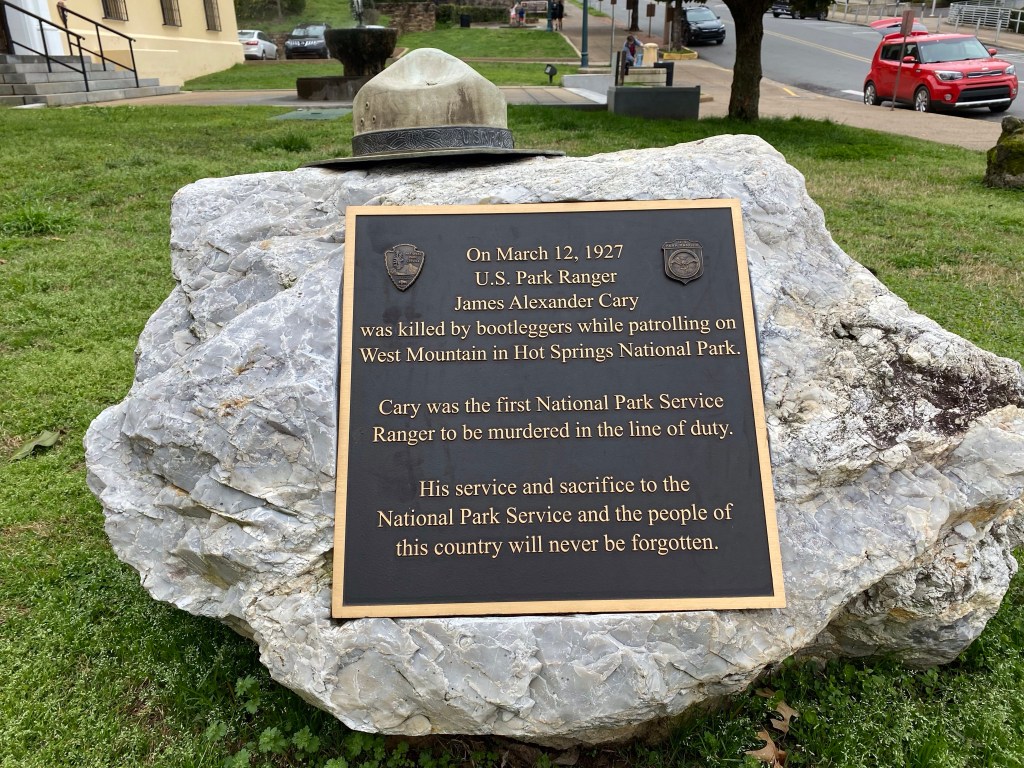 On March 12, 1927
U.S. Park Ranger
James Alexander Cary
was killed by bootleggers while patrolling on
West Mountain in Hot Springs National Park.
Cary was the first National Park Service
Ranger to be murdered in the line of duty.
His service and sacrifice to the
National Park Service and the people of
this country will never be forgotten.